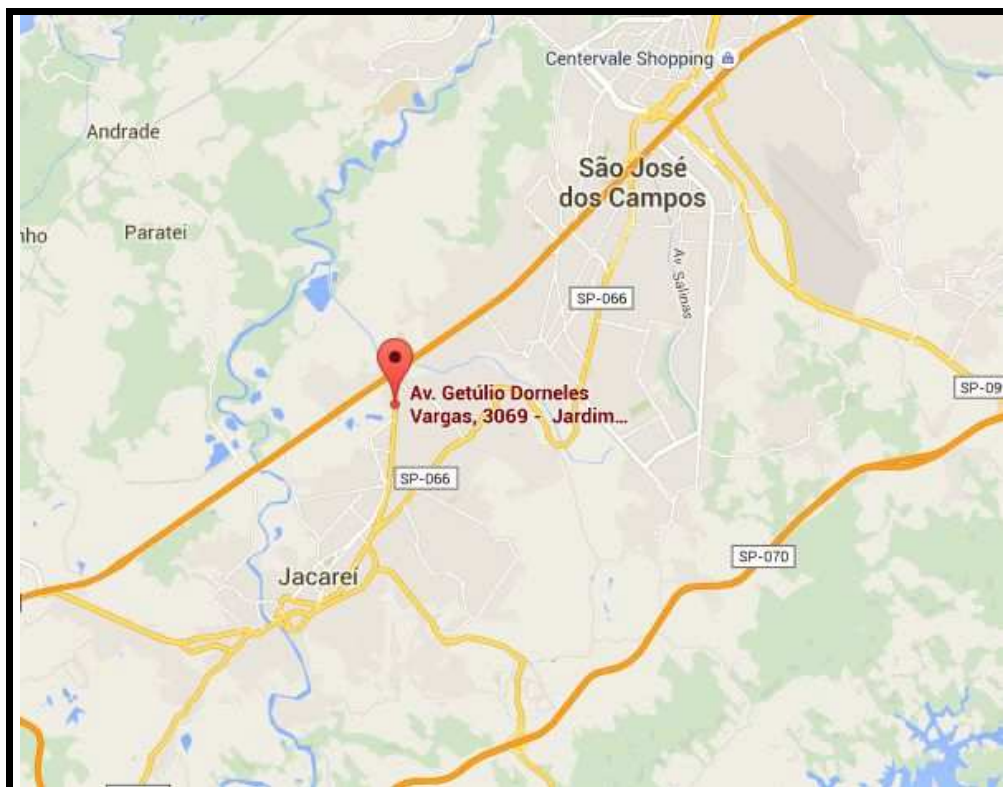 Centervale Shopping
Andrade
São José
dos Campos
nho
Paratei
Av. Salinas
SP-066
Av. Getúlio Dorneles
Vargas, 3069 - Jardim...
SP-09
SP-066
SP-070
Jacarei